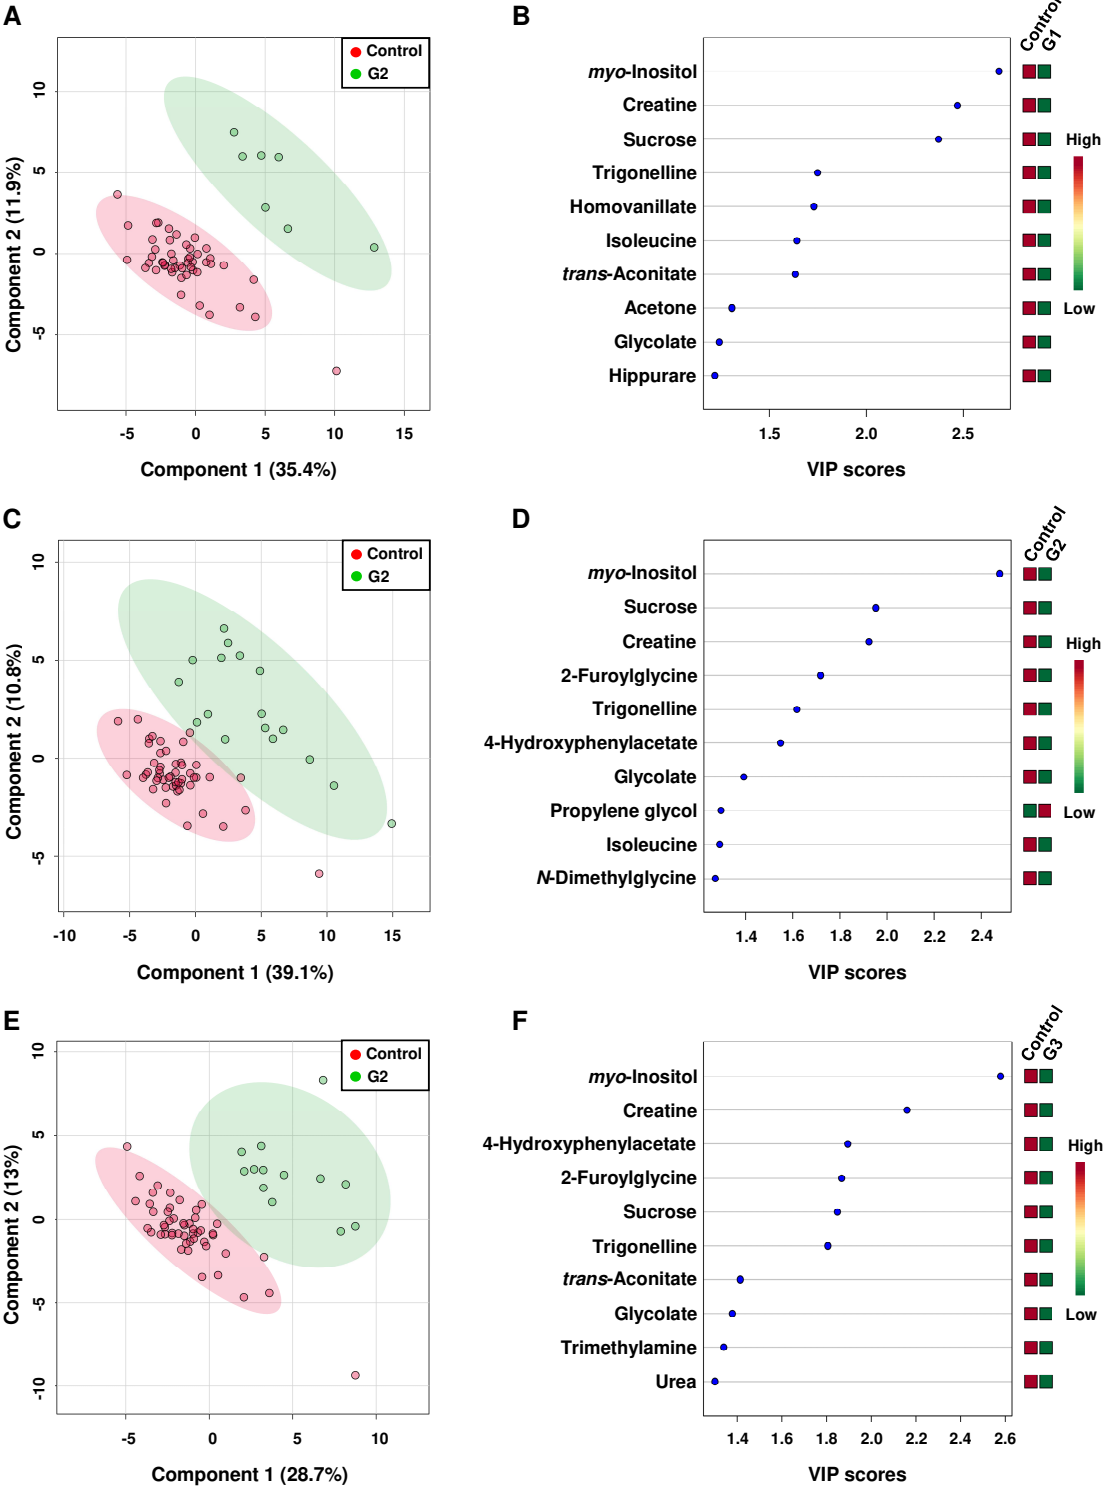 A
Control
G2
10
5
0
-5
-5 0 5 10 15
Component 2 (11.9%)
Component 1 (35.4%)
B
Control
G1
myo-Inositol
Creatine
Sucrose
Trigonelline
Homovanillate
Isoleucine
trans-Aconitate
Acetone
Glycolate
Hippurare
High
Low
1.5 2.0 2.5
VIP scores
C
Control
G2
10
5
0
-5
-10 -5 0 5 10 15
Component 2 (10.8%)
Component 1 (39.1%)
D
Control
G2
myo-Inositol
Sucrose
Creatine
2-Furoylglycine
Trigonelline
4-Hydroxyphenylacetate
Glycolate
Propylene glycol
Isoleucine
N-Dimethylglycine
High
Low
1.4 1.6 1.8 2.0 2.2 2.4
VIP scores
E
Control
G2
10
5
0
-5
-10
-5 0 5 10
Component 2 (13%)
Component 1 (28.7%)
F
Control
G3
myo-Inositol
Creatine
4-Hydroxyphenylacetate
2-Furoylglycine
Sucrose
Trigonelline
trans-Aconitate
Glycolate
Trimethylamine
Urea
High
Low
1.4 1.6 1.8 2.0 2.2 2.4 2.6
VIP scores